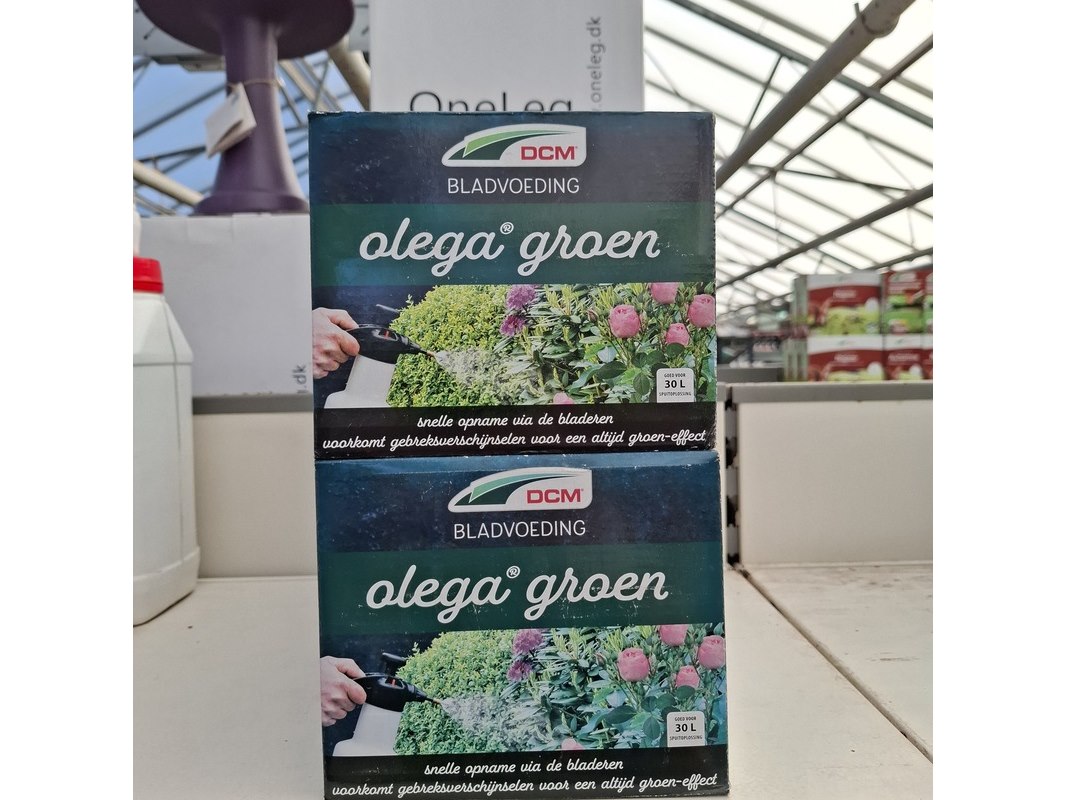 www.oneleg.dk
OneLeg
.dk
DCM
BLADVOEDING
olega® groen
GOED VOOR
30 L
SPUITOPLOSSING
snelle opname via de bladeren
voorkomt gebreksverschijnselen voor een altijd groen-effect
DCM
BLADVOEDING
olega® groen
GOED VOOR
30 L
SPUITOPLOSSING
snelle opname via de bladeren
voorkomt gebreksverschijnselen voor een altijd groen-effect